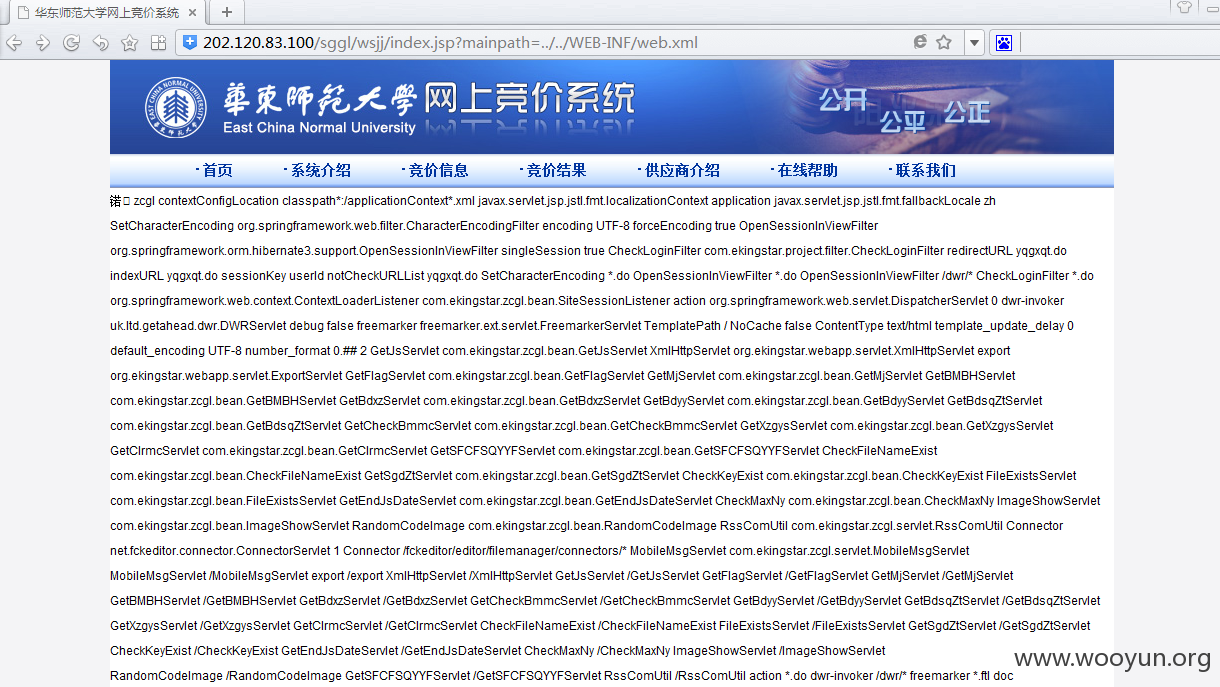 华东师范大学网上竞价系统
202.120.83.100/sggl/wsjj/index.jsp?mainpath=../../WEB-INF/web.xml
華東師範大學 网上竞价系统
East China Normal University
公开 公平 公正
·首页 ·系统介绍 ·竞价信息 ·竞价结果 ·供应商介绍 ·在线帮助 ·联系我们
锘 zcgl contextConfigLocation classpath*:/applicationContext*.xml javax.servlet.jsp.jstl.fmt.localizationContext application javax.servlet.jsp.jstl.fmt.fallbackLocale zh
SetCharacterEncoding org.springframework.web.filter.CharacterEncodingFilter encoding UTF-8 forceEncoding true OpenSessionInViewFilter
org.springframework.orm.hibernate3.support.OpenSessionInViewFilter singleSession true CheckLoginFilter com.ekingstar.project.filter.CheckLoginFilter redirectURL yqgxqt.do
indexURL yqgxqt.do sessionKey userId notCheckURLList yqgxqt.do SetCharacterEncoding *.do OpenSessionInViewFilter *.do OpenSessionInViewFilter /dwr/* CheckLoginFilter *.do
org.springframework.web.context.ContextLoaderListener com.ekingstar.zcgl.bean.SiteSessionListener action org.springframework.web.servlet.DispatcherServlet 0 dwr-invoker
uk.ltd.getahead.dwr.DWRServlet debug false freemarker freemarker.ext.servlet.FreemarkerServlet TemplatePath / NoCache false ContentType text/html template_update_delay 0
default_encoding UTF-8 number_format 0.## 2 GetJsServlet com.ekingstar.zcgl.bean.GetJsServlet XmlHttpServlet org.ekingstar.webapp.servlet.XmlHttpServlet export
org.ekingstar.webapp.servlet.ExportServlet GetFlagServlet com.ekingstar.zcgl.bean.GetFlagServlet GetMjServlet com.ekingstar.zcgl.bean.GetMjServlet GetBMBHServlet
com.ekingstar.zcgl.bean.GetBMBHServlet GetBdxzServlet com.ekingstar.zcgl.bean.GetBdxzServlet GetBdyyServlet com.ekingstar.zcgl.bean.GetBdyyServlet GetBdsqZtServlet
com.ekingstar.zcgl.bean.GetBdsqZtServlet GetCheckBmmcServlet com.ekingstar.zcgl.bean.GetCheckBmmcServlet GetXzgysServlet com.ekingstar.zcgl.bean.GetXzgysServlet
GetClrmcServlet com.ekingstar.zcgl.bean.GetClrmcServlet GetSFCFSQYYFServlet com.ekingstar.zcgl.bean.GetSFCFSQYYFServlet CheckFileNameExist
com.ekingstar.zcgl.bean.CheckFileNameExist GetSgdZtServlet com.ekingstar.zcgl.bean.GetSgdZtServlet CheckKeyExist com.ekingstar.zcgl.bean.CheckKeyExist FileExistsServlet
com.ekingstar.zcgl.bean.FileExistsServlet GetEndJsDateServlet com.ekingstar.zcgl.bean.GetEndJsDateServlet CheckMaxNy com.ekingstar.zcgl.bean.CheckMaxNy ImageShowServlet
com.ekingstar.zcgl.bean.ImageShowServlet RandomCodeImage com.ekingstar.zcgl.bean.RandomCodeImage RssComUtil com.ekingstar.zcgl.servlet.RssComUtil Connector
net.fckeditor.connector.ConnectorServlet 1 Connector /fckeditor/editor/filemanager/connectors/* MobileMsgServlet com.ekingstar.zcgl.servlet.MobileMsgServlet
MobileMsgServlet /MobileMsgServlet export /export XmlHttpServlet /XmlHttpServlet GetJsServlet /GetJsServlet GetFlagServlet /GetFlagServlet GetMjServlet /GetMjServlet
GetBMBHServlet /GetBMBHServlet GetBdxzServlet /GetBdxzServlet GetCheckBmmcServlet /GetCheckBmmcServlet GetBdyyServlet /GetBdyyServlet GetBdsqZtServlet /GetBdsqZtServlet
GetXzgysServlet /GetXzgysServlet GetClrmcServlet /GetClrmcServlet CheckFileNameExist /CheckFileNameExist FileExistsServlet /FileExistsServlet GetSgdZtServlet /GetSgdZtServlet
CheckKeyExist /CheckKeyExist GetEndJsDateServlet /GetEndJsDateServlet CheckMaxNy /CheckMaxNy ImageShowServlet /ImageShowServlet
RandomCodeImage /RandomCodeImage GetSFCFSQYYFServlet /GetSFCFSQYYFServlet RssComUtil /RssComUtil action *.do dwr-invoker /dwr/* freemarker *.ftl doc
www.wooyun.org